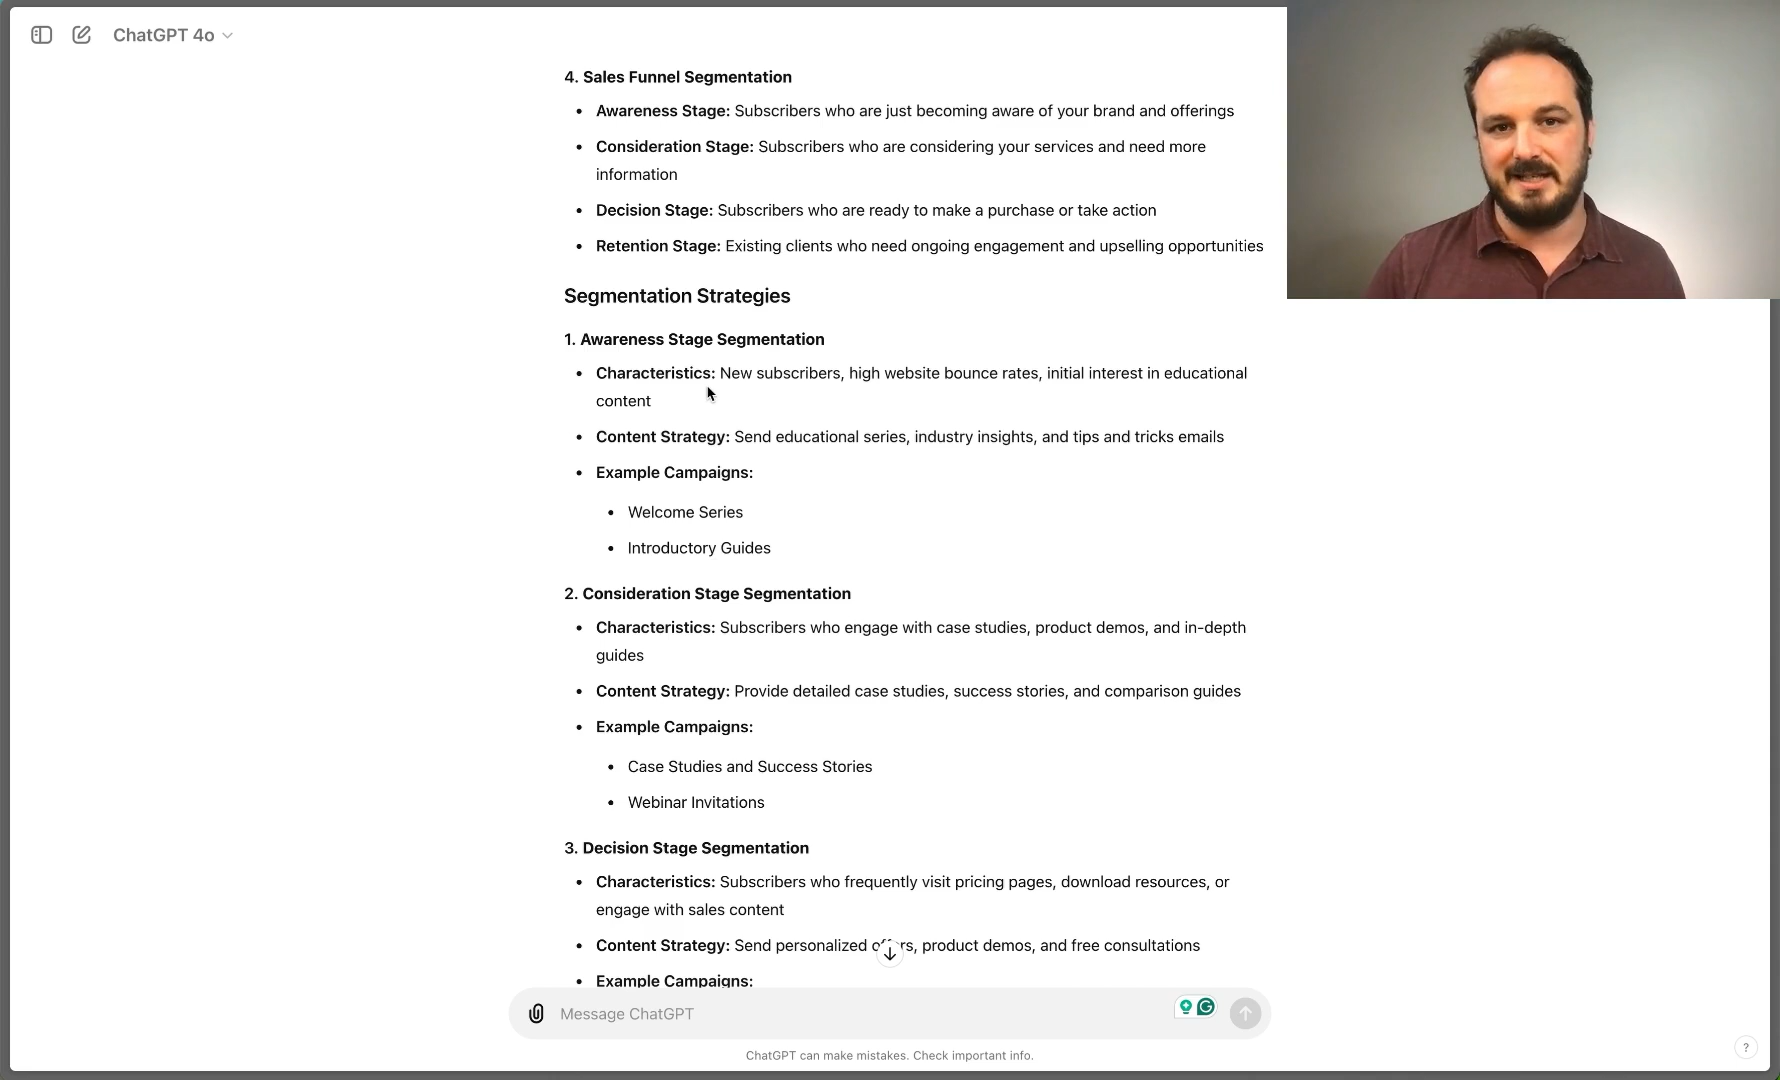 ChatGPT 4o
4. Sales Funnel Segmentation
• Awareness Stage: Subscribers who are just becoming aware of your brand and offerings
• Consideration Stage: Subscribers who are considering your services and need more
information
• Decision Stage: Subscribers who are ready to make a purchase or take action
• Retention Stage: Existing clients who need ongoing engagement and upselling opportunities
Segmentation Strategies
1. Awareness Stage Segmentation
• Characteristics: New subscribers, high website bounce rates, initial interest in educational
content
• Content Strategy: Send educational series, industry insights, and tips and tricks emails
• Example Campaigns:
• Welcome Series
• Introductory Guides
2. Consideration Stage Segmentation
• Characteristics: Subscribers who engage with case studies, product demos, and in-depth
guides
• Content Strategy: Provide detailed case studies, success stories, and comparison guides
• Example Campaigns:
• Case Studies and Success Stories
• Webinar Invitations
3. Decision Stage Segmentation
• Characteristics: Subscribers who frequently visit pricing pages, download resources, or
engage with sales content
• Content Strategy: Send personalized offers, product demos, and free consultations
• Example Campaigns:
Message ChatGPT
ChatGPT can make mistakes. Check important info.
?